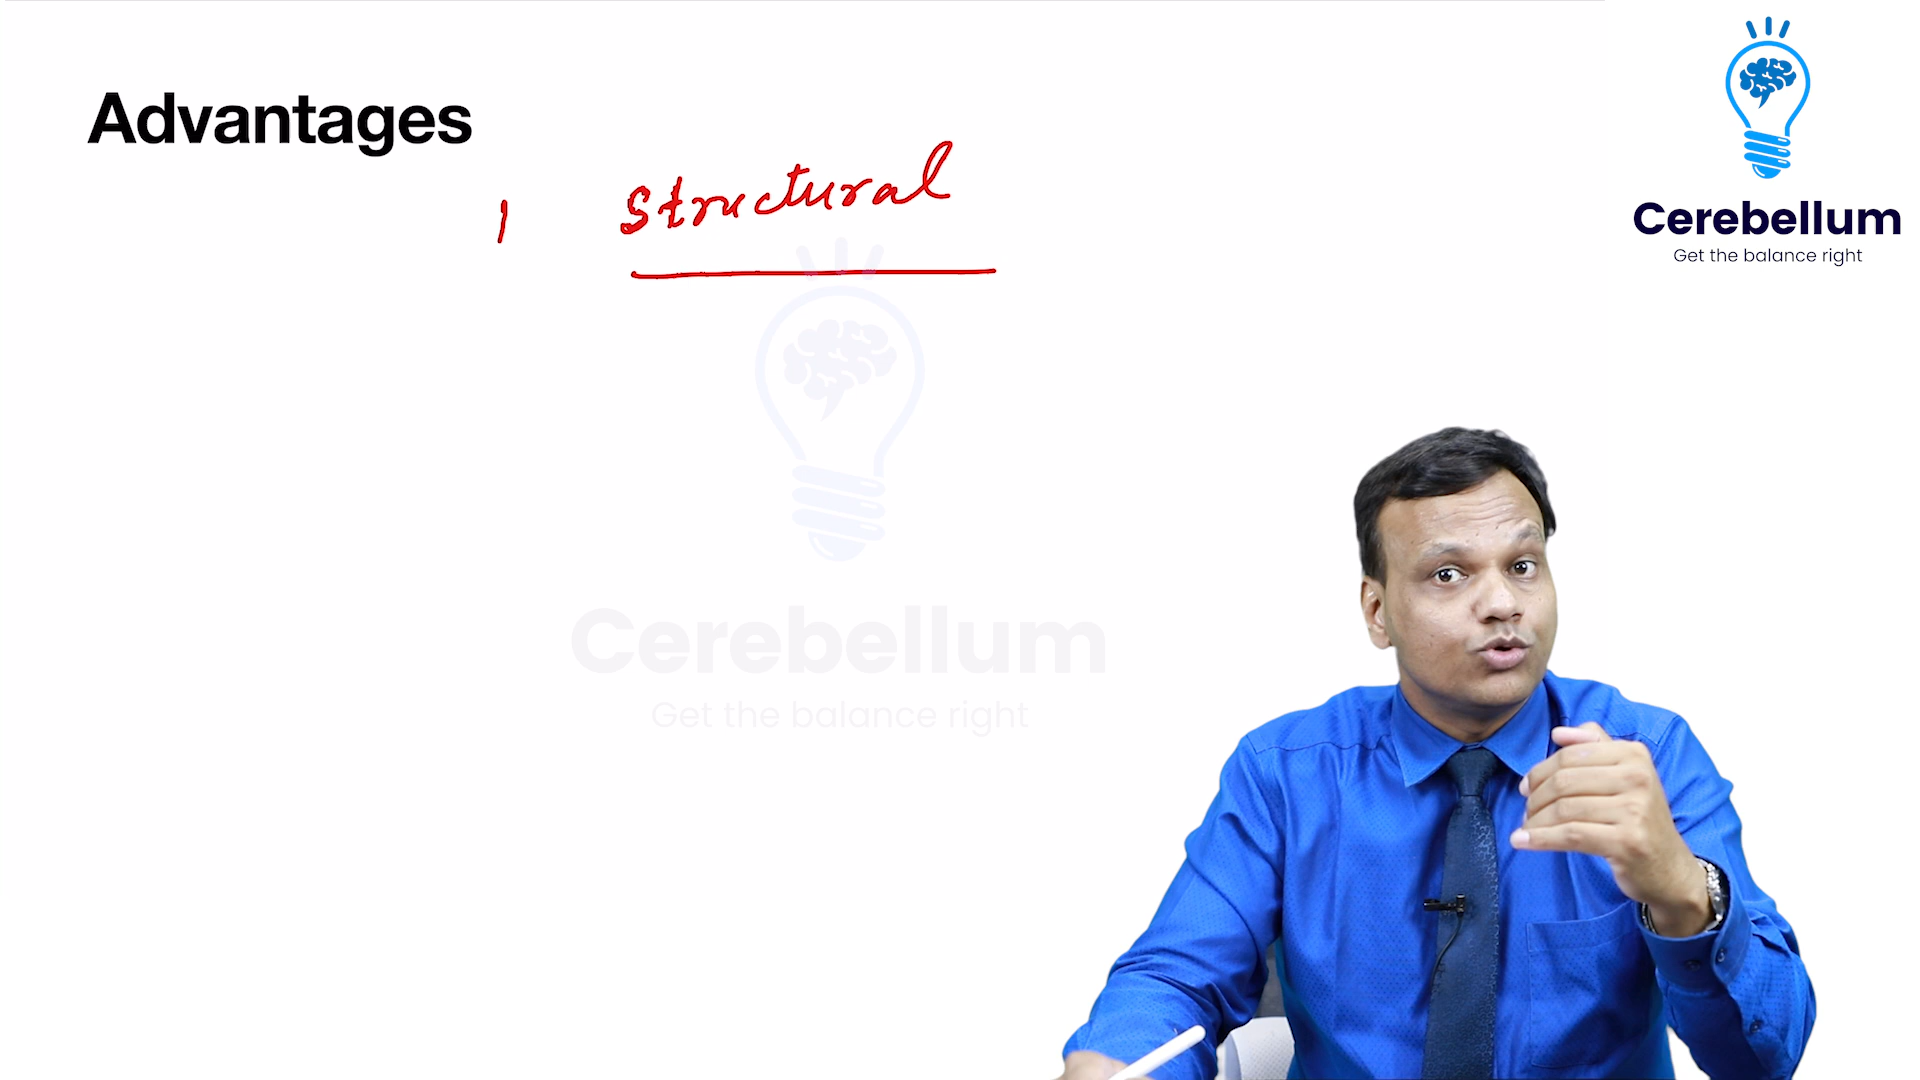 Advantages
1 Structural
Cerebellum
Get the balance right
Cerebellum
Get the balance right